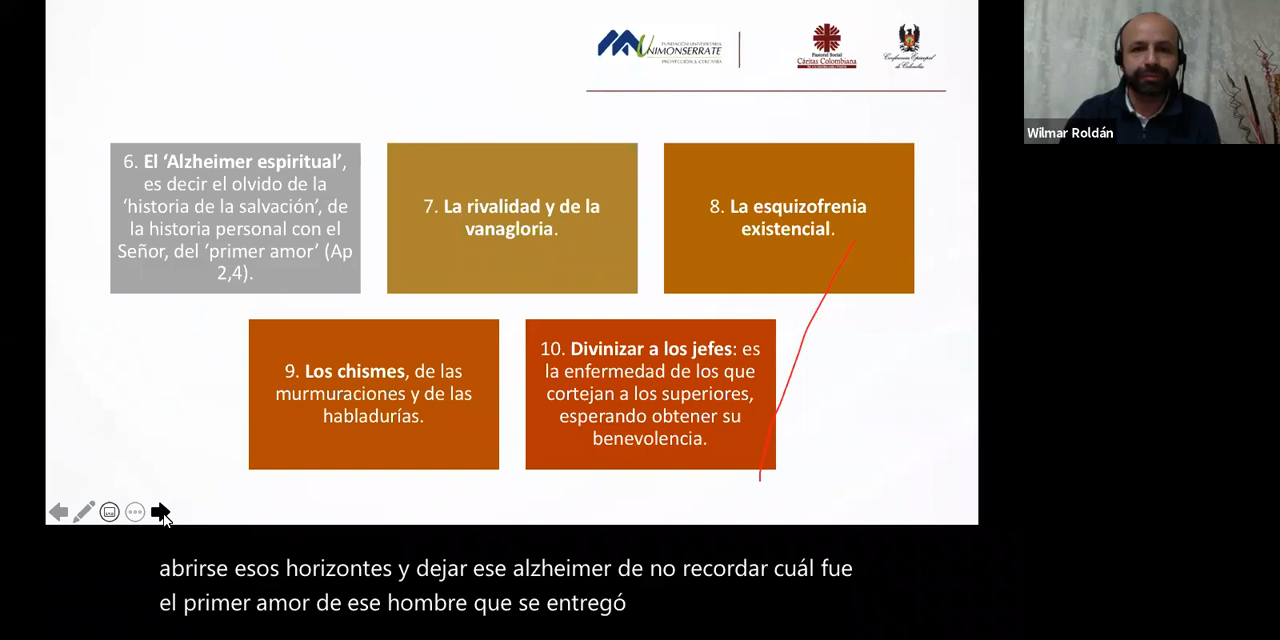 FUNDACIÓN UNIVERSITARIA
UNIMONSERRATE
PROYECCIÓN & CERCANÍA
Pastoral Social
Cáritas Colombiana
Conferencia Episcopal
de Colombia
Wilmar Roldán
6. El ‘Alzheimer espiritual’,
es decir el olvido de la
‘historia de la salvación’, de
la historia personal con el
Señor, del ‘primer amor’ (Ap
2,4).
7. La rivalidad y de la
vanagloria.
8. La esquizofrenia
existencial.
9. Los chismes, de las
murmuraciones y de las
habladurías.
10. Divinizar a los jefes: es
la enfermedad de los que
cortejan a los superiores,
esperando obtener su
benevolencia.
abrirse esos horizontes y dejar ese alzheimer de no recordar cuál fue
el primer amor de ese hombre que se entregó